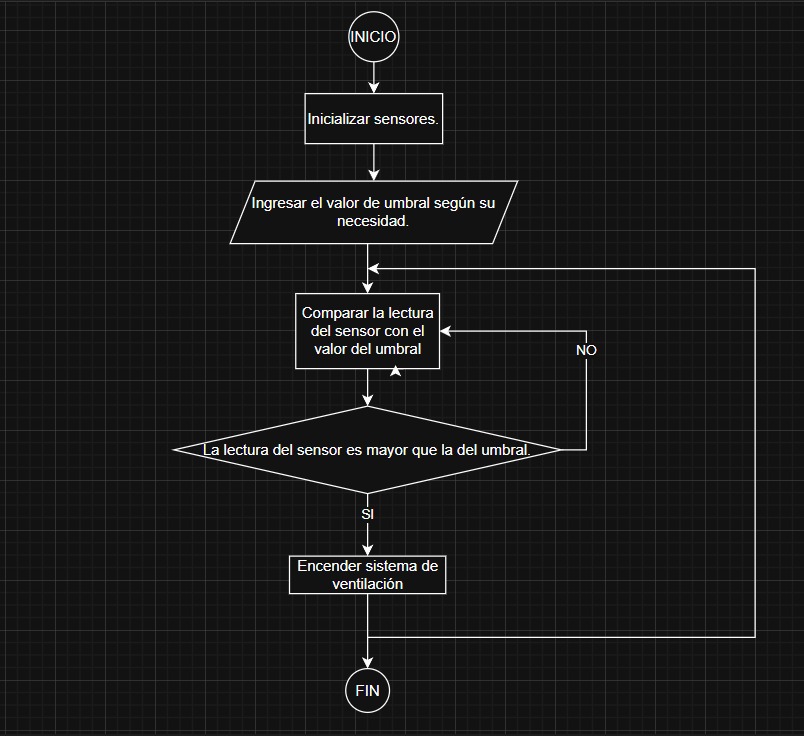 INICIO
Inicializar sensores.
Ingresar el valor de umbral según su
necesidad.
Comparar la lectura
del sensor con el
valor del umbral
NO
La lectura del sensor es mayor que la del umbral.
SI
Encender sistema de
ventilación
FIN